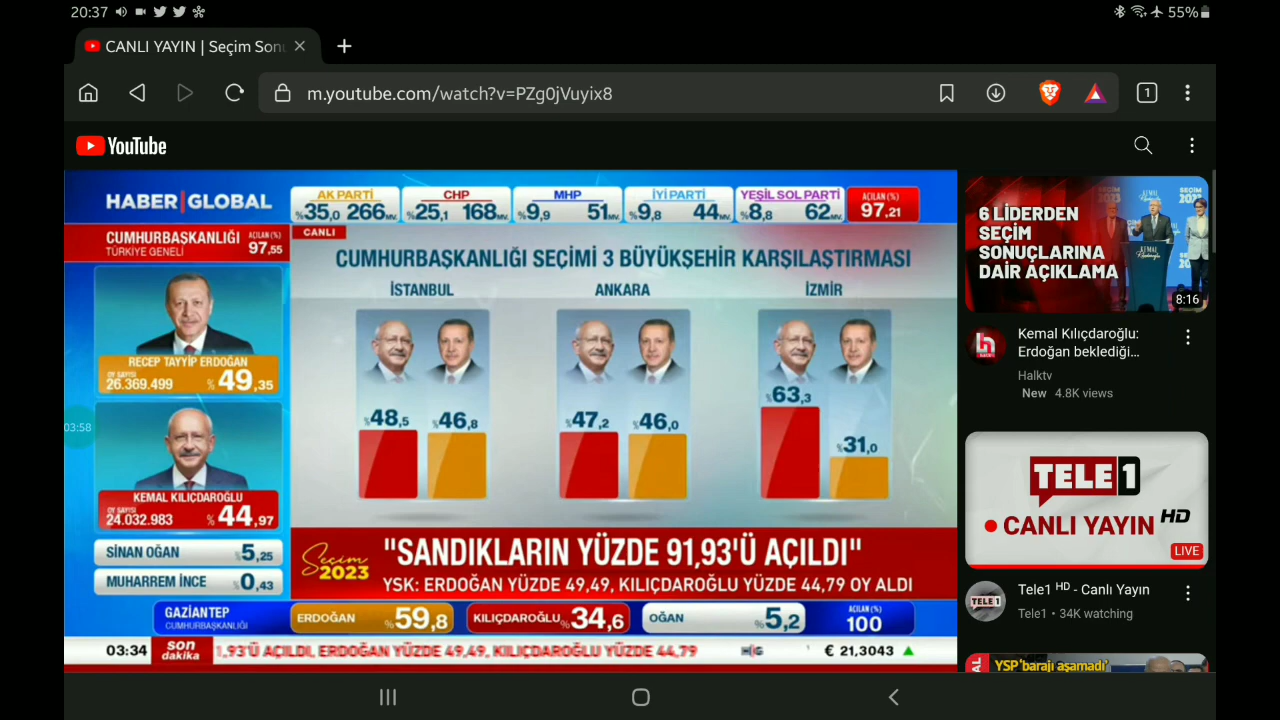 20:37
55%
CANLI YAYIN | Seçim Son
m.youtube.com/watch?v=PZg0jVuyix8
1
YouTube
HABER GLOBAL
AK PARTİ
%35,0 266MV.
CHP
%25,1 168MV.
MHP
%9,9 51MV.
İYİ PARTİ
%9,8 44MV.
YEŞİL SOL PARTİ
%8,8 62MV.
AÇILAN (%)
97,21
CUMHURBAŞKANLIĞI
TÜRKİYE GENELİ
AÇILAN (%)
97,55
CANLI
CUMHURBAŞKANLIĞI SEÇİMİ 3 BÜYÜKŞEHİR KARŞILAŞTIRMASI
İSTANBUL ANKARA İZMİR
%48,5 %46,8
%47,2 %46,0
%63,3 %31,0
RECEP TAYYİP ERDOĞAN
OY SAYISI
26.369.499 %49,35
03:58
KEMAL KILIÇDAROĞLU
OY SAYISI
24.032.983 %44,97
SİNAN OĞAN %5,25
MUHARREM İNCE %0,43
Seçim
2023
"SANDIKLARIN YÜZDE 91,93'Ü AÇILDI"
YSK: ERDOĞAN YÜZDE 49,49, KILIÇDAROĞLU YÜZDE 44,79 OY ALDI
GAZİANTEP
CUMHURBAŞKANLIĞI
ERDOĞAN %59,8
KILIÇDAROĞLU %34,6
OĞAN %5,2
AÇILAN (%)
100
03:34
son
dakika
1,93'Ü AÇILDI, ERDOĞAN YÜZDE 49,49, KILIÇDAROĞLU YÜZDE 44,79
H|G
€ 21,3043
6 LİDERDEN
SEÇİM
SONUÇLARINA
DAİR AÇIKLAMA
8:16
Kemal Kılıçdaroğlu:
Erdoğan beklediği...
Halktv
New 4.8K views
TELE1
CANLI YAYIN HD
LIVE
TELE1
Tele1 HD - Canlı Yayın
Tele1 • 34K watching
YSP 'barajı aşamadı'